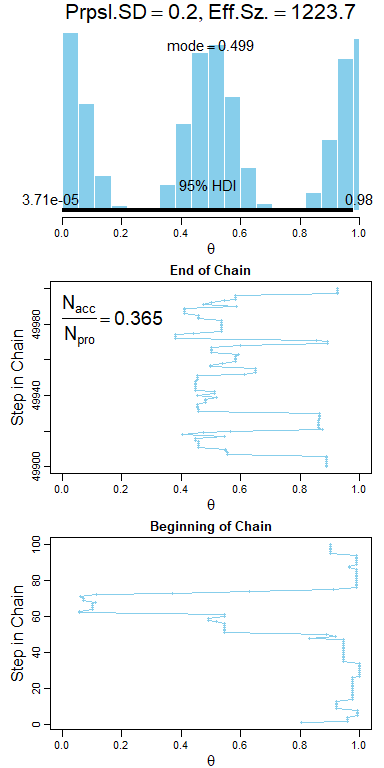 Prpsl.SD = 0.2, Eff.Sz. = 1223.7
mode = 0.499
95% HDI
3.71e-05 0.98
0.0 0.2 0.4 0.6 0.8 1.0
θ
End of Chain
Nacc
Npro = 0.365
Step in Chain
49900 49940 49980
0.0 0.2 0.4 0.6 0.8 1.0
θ
Beginning of Chain
Step in Chain
0 20 40 60 80 100
0.0 0.2 0.4 0.6 0.8 1.0
θ